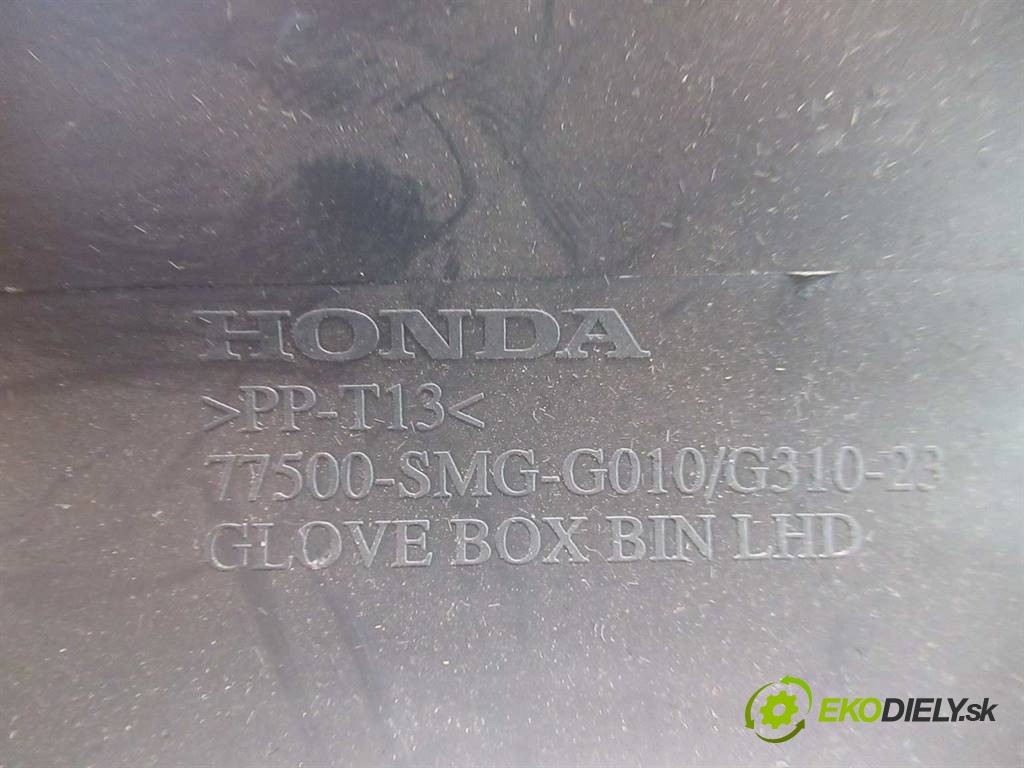 HONDA
>PP-T13<
77500-SMG-G010/G310-23
GLOVE BOX BIN LHD
EKODIELY.sk